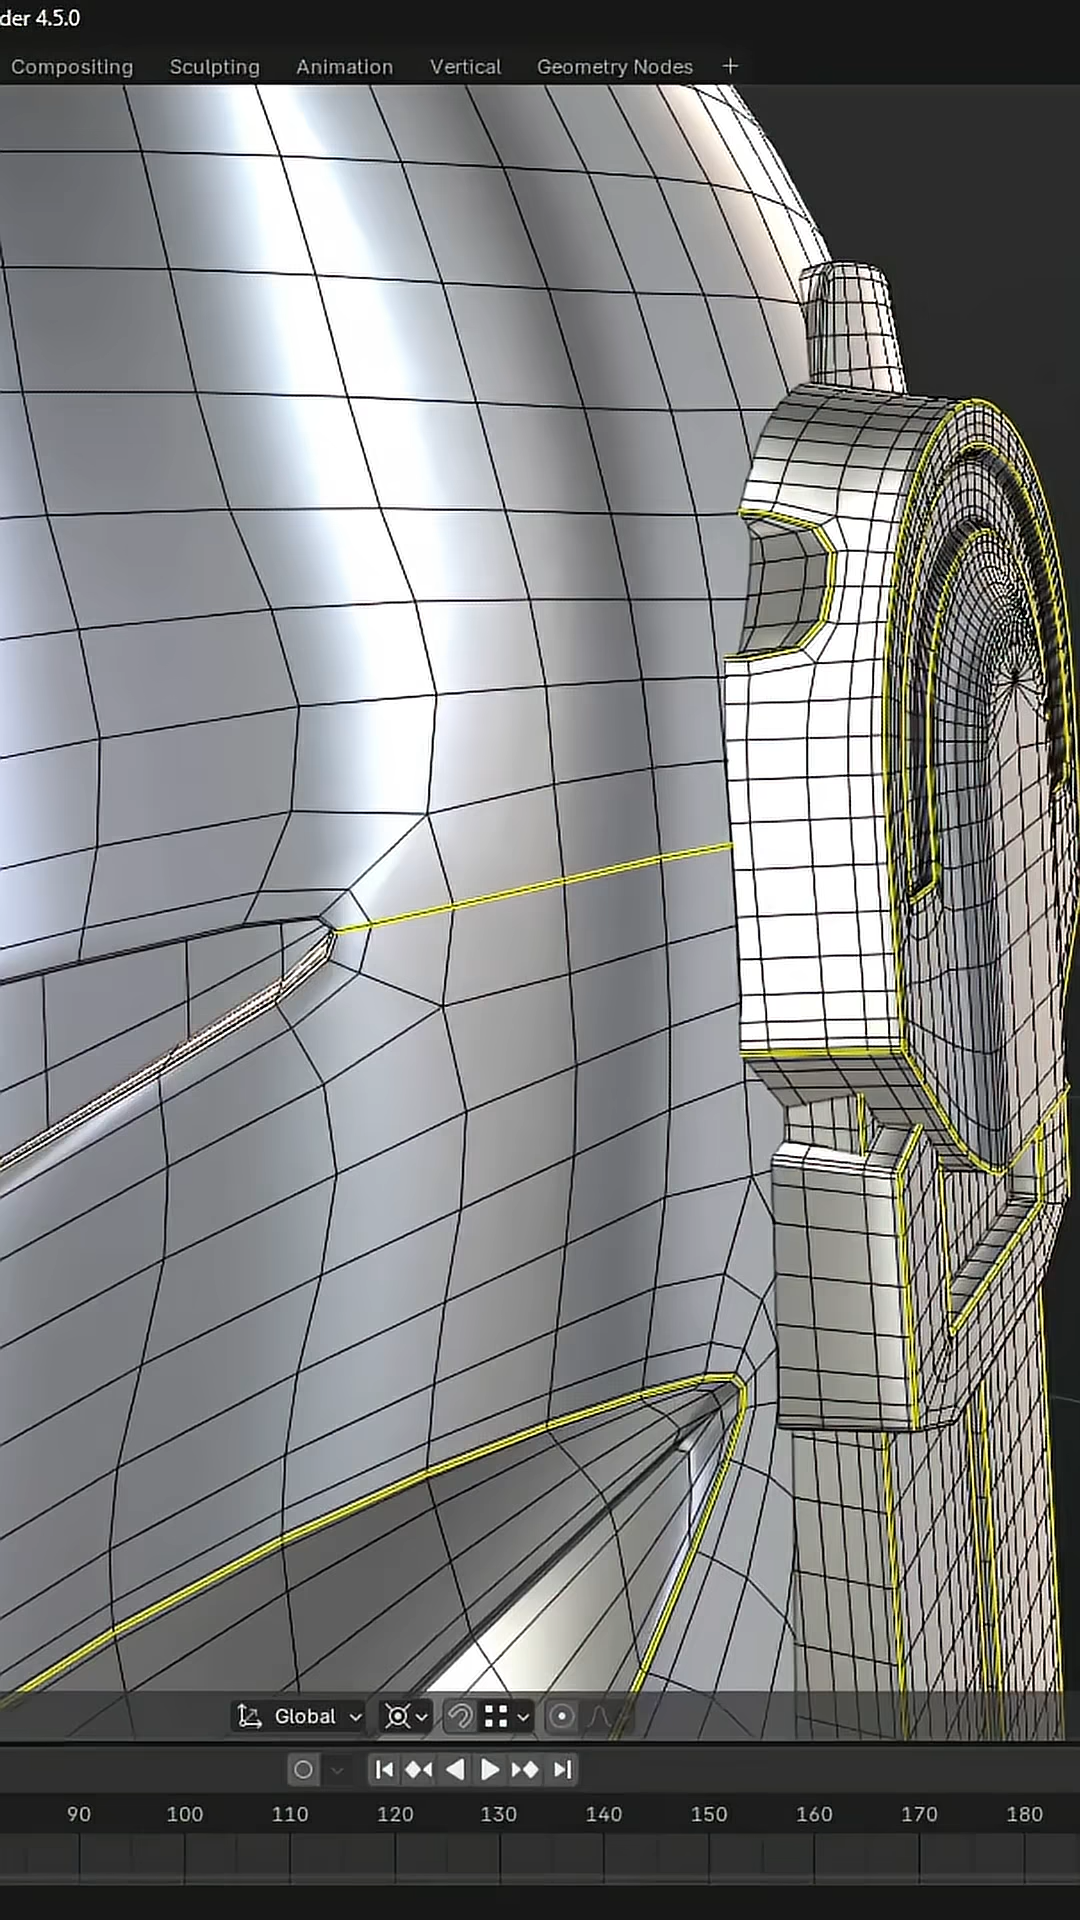 der 4.5.0
Compositing Sculpting Animation Vertical Geometry Nodes +
Global
90 100 110 120 130 140 150 160 170 180